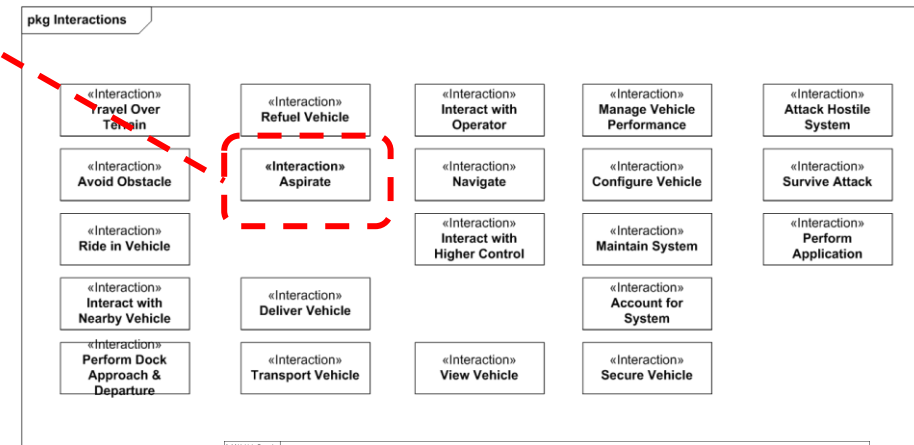 pkg Interactions
«Interaction»
Travel Over
Terrain
«Interaction»
Refuel Vehicle
«Interaction»
Interact with
Operator
«Interaction»
Manage Vehicle
Performance
«Interaction»
Attack Hostile
System
«Interaction»
Avoid Obstacle
«Interaction»
Aspirate
«Interaction»
Navigate
«Interaction»
Configure Vehicle
«Interaction»
Survive Attack
«Interaction»
Ride in Vehicle
«Interaction»
Interact with
Higher Control
«Interaction»
Maintain System
«Interaction»
Perform
Application
«Interaction»
Interact with
Nearby Vehicle
«Interaction»
Deliver Vehicle
«Interaction»
Account for
System
«Interaction»
Perform Dock
Approach &
Departure
«Interaction»
Transport Vehicle
«Interaction»
View Vehicle
«Interaction»
Secure Vehicle